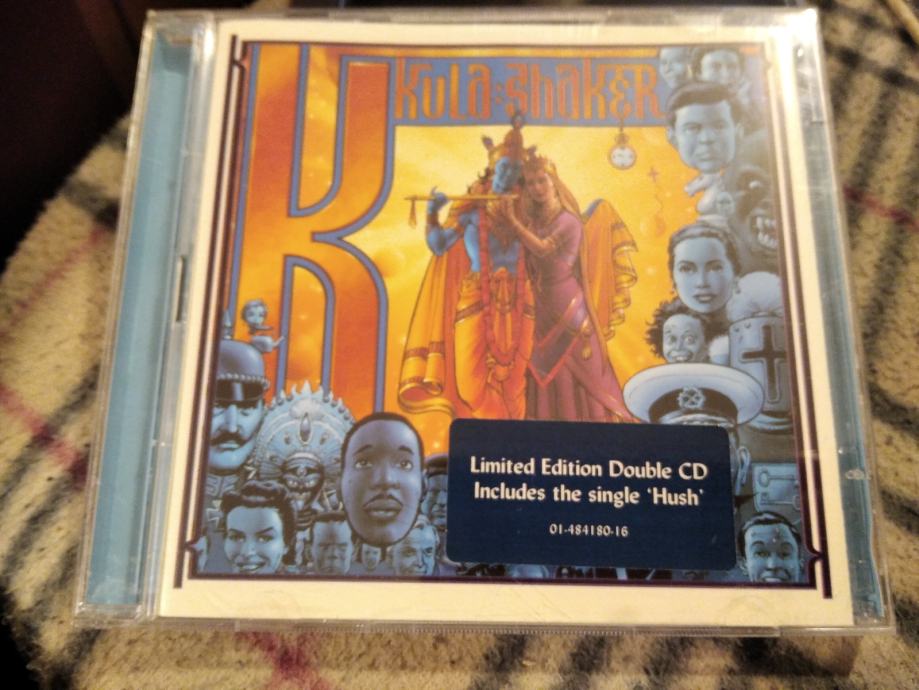 K
KULA:SHAKER
Limited Edition Double CD
Includes the single ‘Hush’
01-484180-16